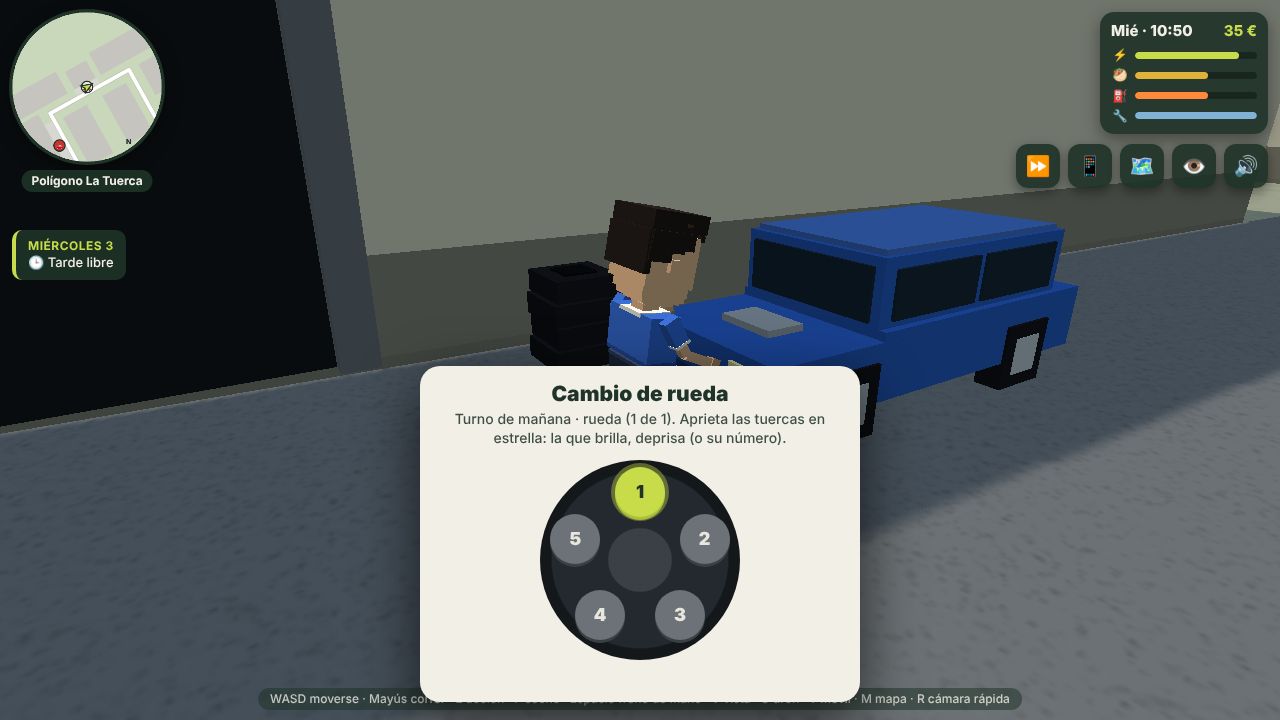 Mié · 10:50 35 €
N
Polígono La Tuerca
MIÉRCOLES 3
Tarde libre
Cambio de rueda
Turno de mañana · rueda (1 de 1). Aprieta las tuercas en
estrella: la que brilla, deprisa (o su número).
1
5 2
4 3
WASD moverse · Mayús · M mapa · R cámara rápida